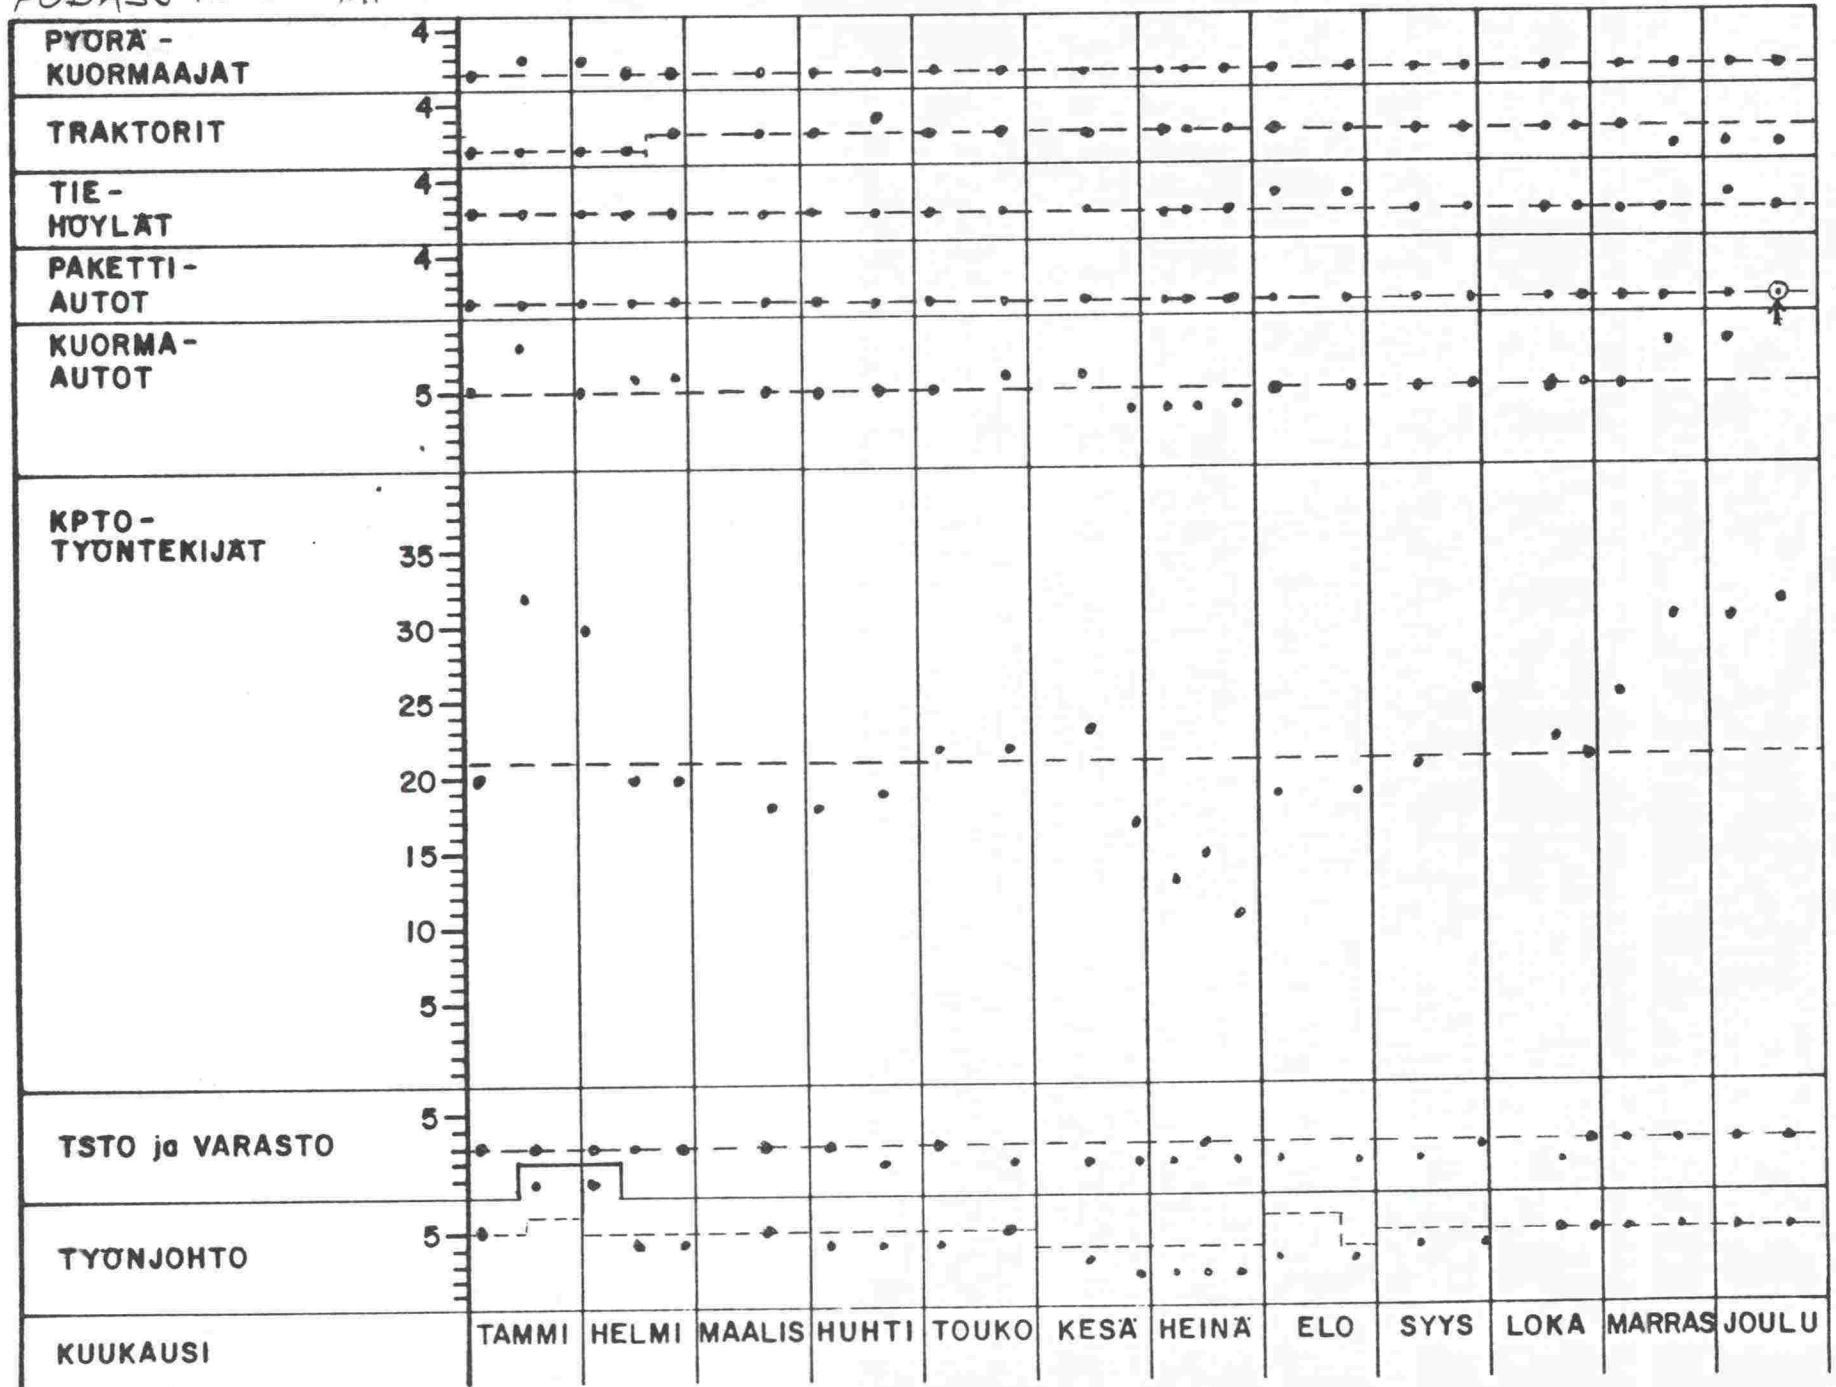 PYÖRÄ-
KUORMAAJAT
4
TRAKTORIT
4
TIE-
HÖYLÄT
4
PAKETTI-
AUTOT
4
KUORMA-
AUTOT
5
KPTO-
TYÖNTEKIJÄT
35
30
25
20
15
10
5
TSTO ja VARASTO
5
TYÖNJOHTO
5
KUUKAUSI
TAMMI HELMI MAALIS HUHTI TOUKO KESÄ HEINÄ ELO SYYS LOKA MARRAS JOULU